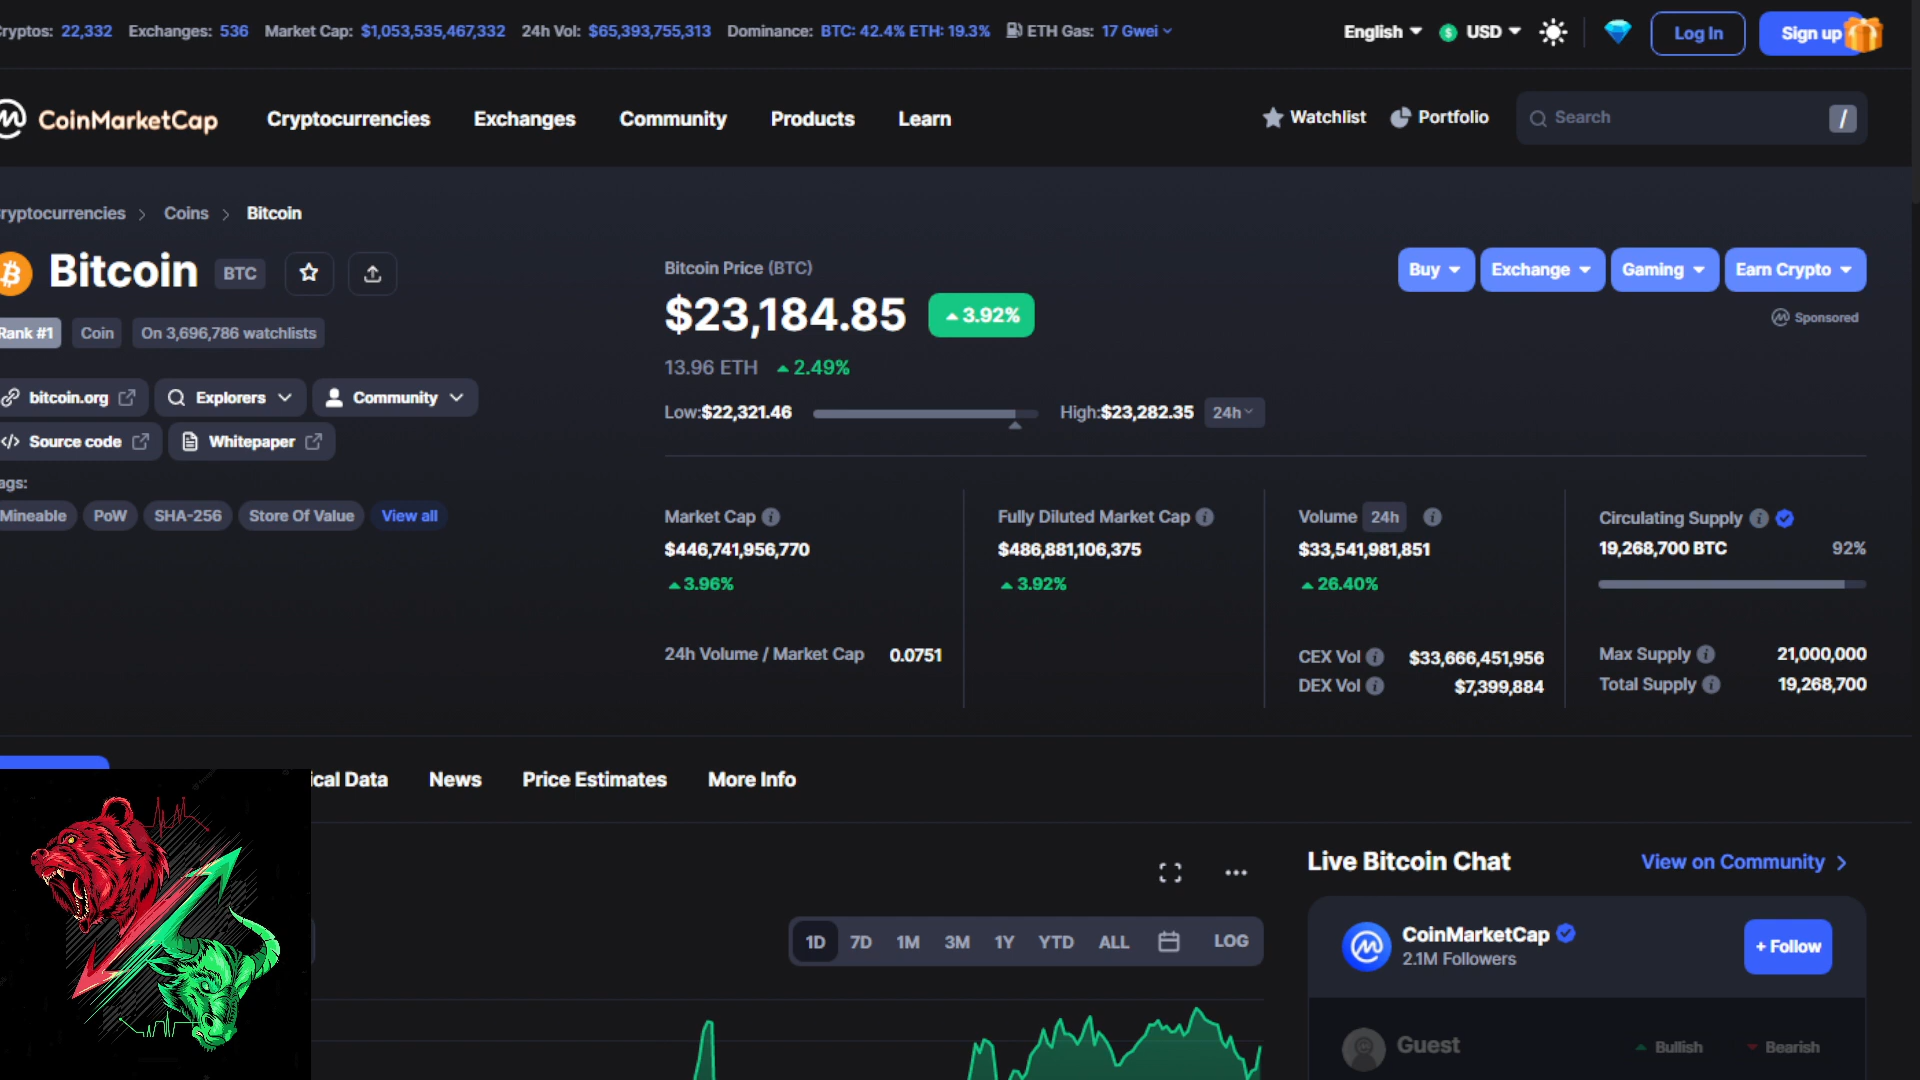 ryptos: 22,332 Exchanges: 536 Market Cap: $1,053,535,467,332 24h Vol: $65,393,755,313 Dominance: BTC: 42.4% ETH: 19.3% ETH Gas: 17 Gwei English USD Log In Sign up
CoinMarketCap Cryptocurrencies Exchanges Community Products Learn Watchlist Portfolio Search /
ryptocurrencies > Coins > Bitcoin
Bitcoin BTC
Rank #1 Coin On 3,696,786 watchlists
bitcoin.org Explorers Community
Source code Whitepaper
ags:
Mineable PoW SHA-256 Store Of Value View all
Bitcoin Price (BTC)
$23,184.85 3.92%
13.96 ETH 2.49%
Low:$22,321.46 High:$23,282.35 24h
Buy Exchange Gaming Earn Crypto
Sponsored
Market Cap
$446,741,956,770
3.96%
24h Volume / Market Cap 0.0751
Fully Diluted Market Cap
$486,881,106,375
3.92%
Volume 24h
$33,541,981,851
26.40%
CEX Vol $33,666,451,956
DEX Vol $7,399,884
Circulating Supply
19,268,700 BTC 92%
Max Supply 21,000,000
Total Supply 19,268,700
ical Data News Price Estimates More Info
1D 7D 1M 3M 1Y YTD ALL LOG
Live Bitcoin Chat View on Community >
CoinMarketCap
2.1M Followers
+ Follow
Guest Bullish Bearish